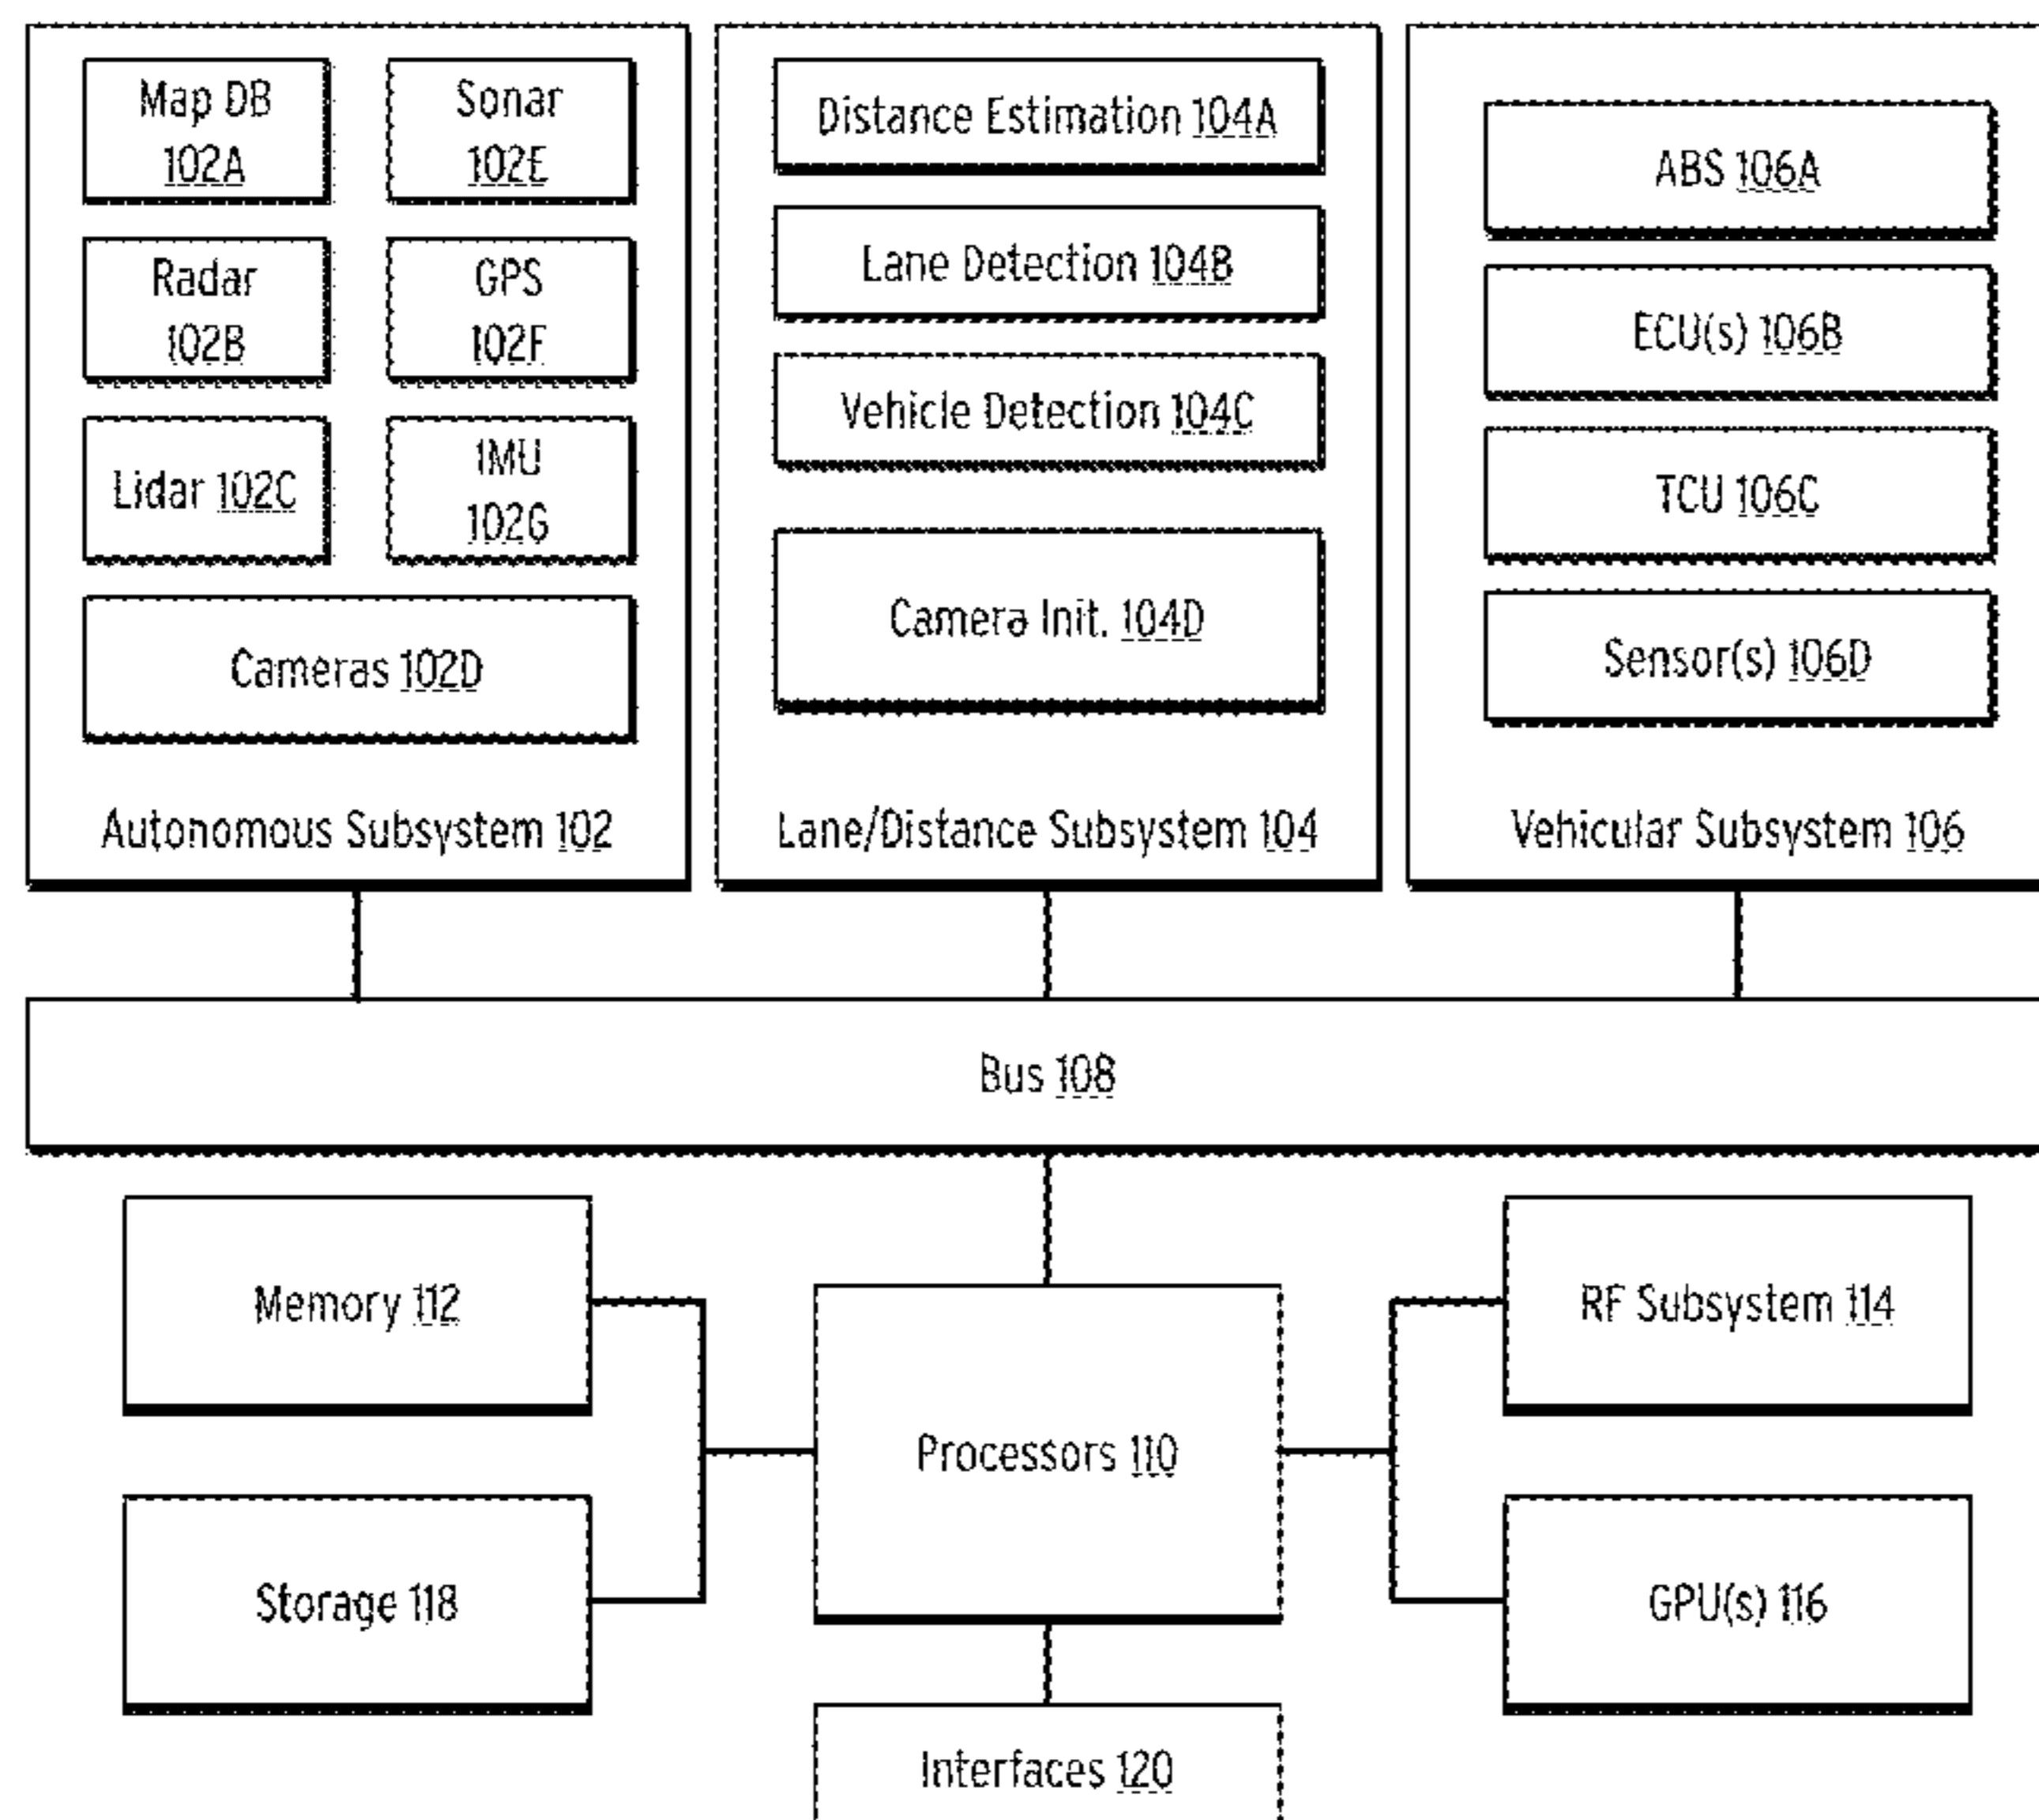 Map DB
102A
Sonar
102E
Radar
102B
GPS
102F
Lidar 102C
IMU
102G
Cameras 102D
Autonomous Subsystem 102
Distance Estimation 104A
Lane Detection 104B
Vehicle Detection 104C
Camera Init. 104D
Lane/Distance Subsystem 104
ABS 106A
ECU(s) 106B
TCU 106C
Sensor(s) 106D
Vehicular Subsystem 106
Bus 108
Memory 112
Storage 118
Processors 110
RF Subsystem 114
GPU(s) 116
Interfaces 120